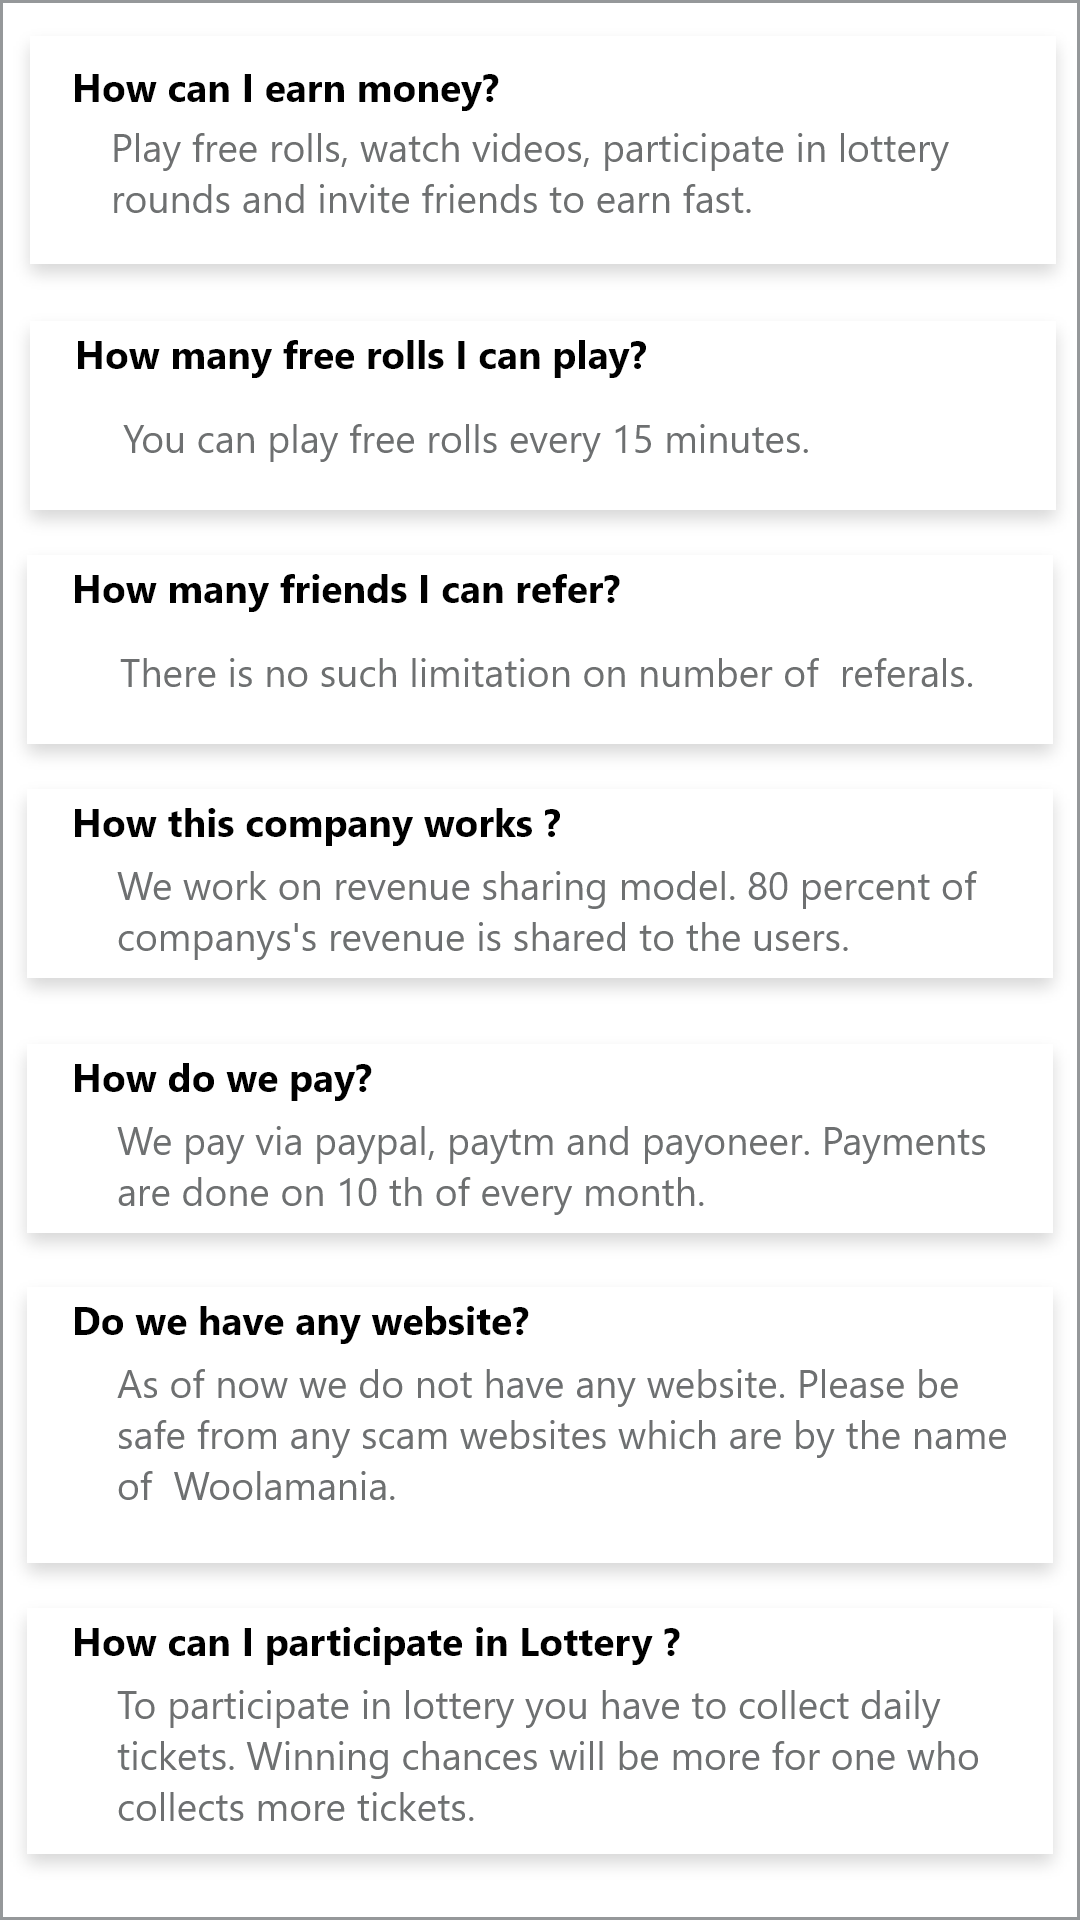 How can I earn money?
Play free rolls, watch videos, participate in lottery
rounds and invite friends to earn fast.
How many free rolls I can play?
You can play free rolls every 15 minutes.
How many friends I can refer?
There is no such limitation on number of  referals.
How this company works ?
We work on revenue sharing model. 80 percent of
companys's revenue is shared to the users.
How do we pay?
We pay via paypal, paytm and payoneer. Payments
are done on 10 th of every month.
Do we have any website?
As of now we do not have any website. Please be
safe from any scam websites which are by the name
of  Woolamania.
How can I participate in Lottery ?
To participate in lottery you have to collect daily
tickets. Winning chances will be more for one who
collects more tickets.